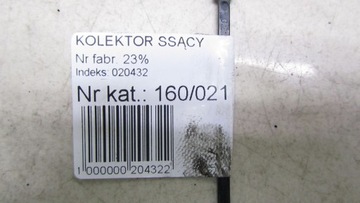 KOLEKTOR SSĄCY
Nr fabr. 23%
Indeks: 020432
Nr kat.: 160/021
1 000000 204322